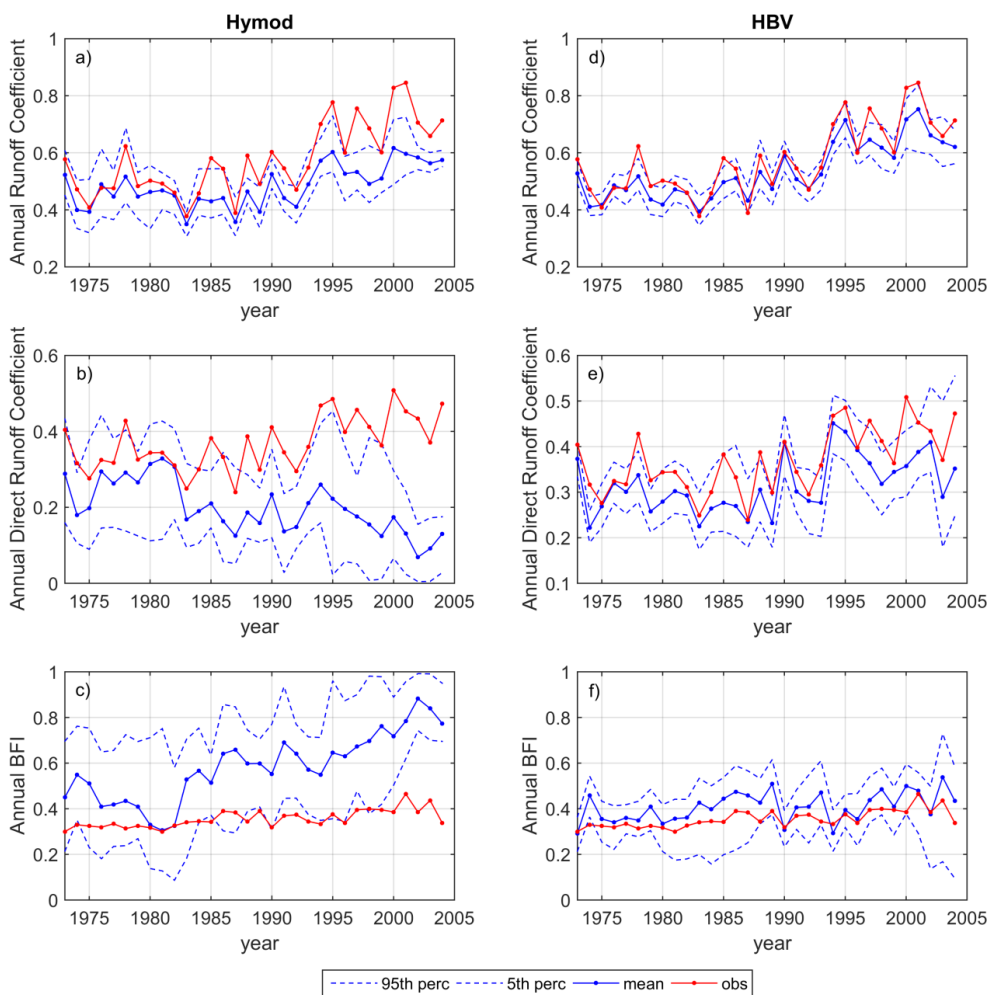 Hymod
HBV
a)
Annual Runoff Coefficient
1
0.8
0.6
0.4
0.2
1975 1980 1985 1990 1995 2000 2005
year
d)
Annual Runoff Coefficient
1
0.8
0.6
0.4
0.2
1975 1980 1985 1990 1995 2000 2005
year
b)
Annual Direct Runoff Coefficient
0.6
0.4
0.2
0
1975 1980 1985 1990 1995 2000 2005
year
e)
Annual Direct Runoff Coefficient
0.6
0.5
0.4
0.3
0.2
0.1
1975 1980 1985 1990 1995 2000 2005
year
c)
Annual BFI
1
0.8
0.6
0.4
0.2
0
1975 1980 1985 1990 1995 2000 2005
year
f)
Annual BFI
1
0.8
0.6
0.4
0.2
0
1975 1980 1985 1990 1995 2000 2005
year
95th perc 5th perc mean obs